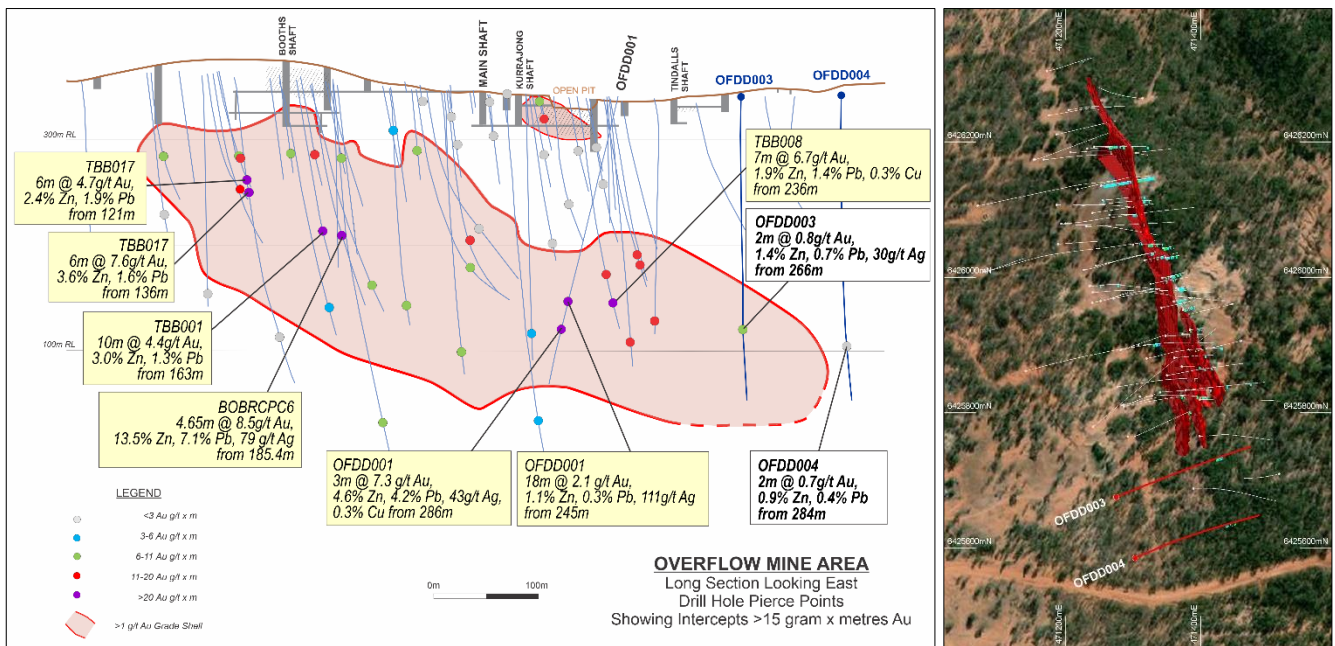 BOOTHS
SHAFT
MAIN SHAFT
KURRAJONG
SHAFT
OFDD001
TINDALLS
SHAFT
OFDD003
OFDD004
OPEN PIT
300m RL
100m RL
TBB017
6m @ 4.7g/t Au,
2.4% Zn, 1.9% Pb
from 121m
TBB017
6m @ 7.6g/t Au,
3.6% Zn, 1.6% Pb
from 136m
TBB001
10m @ 4.4g/t Au,
3.0% Zn, 1.3% Pb
from 163m
BOBRCPC6
4.65m @ 8.5g/t Au,
13.5% Zn, 7.1% Pb, 79 g/t Ag
from 185.4m
OFDD001
3m @ 7.3 g/t Au,
4.6% Zn, 4.2% Pb, 43g/t Ag,
0.3% Cu from 286m
OFDD001
18m @ 2.1 g/t Au,
1.1% Zn, 0.3% Pb, 111g/t Ag
from 245m
TBB008
7m @ 6.7g/t Au,
1.9% Zn, 1.4% Pb, 0.3% Cu
from 236m
OFDD003
2m @ 0.8g/t Au,
1.4% Zn, 0.7% Pb, 30g/t Ag
from 266m
OFDD004
2m @ 0.7g/t Au,
0.9% Zn, 0.4% Pb
from 284m
LEGEND
<3 Au g/t x m
3-6 Au g/t x m
6-11 Au g/t x m
11-20 Au g/t x m
>20 Au g/t x m
>1 g/t Au Grade Shell
0m
100m
OVERFLOW MINE AREA
Long Section Looking East
Drill Hole Pierce Points
Showing Intercepts >15 gram x metres Au
471200mE
471400mE
6426200mN
6426200mN
6426000mN
6426000mN
6425800mN
6425800mN
6425600mN
6425600mN
OFDD003
OFDD004
471200mE
471400mE